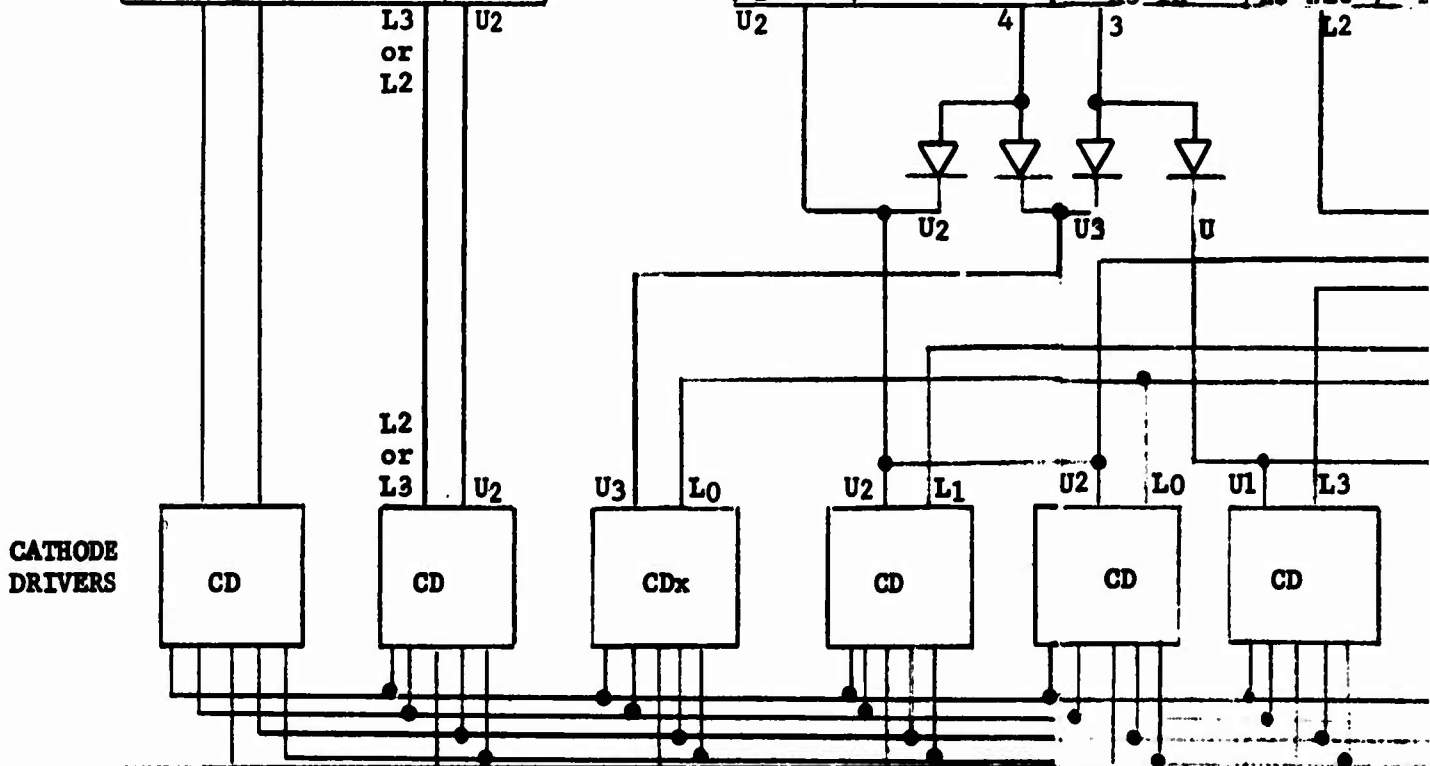 L3 U2 U2 4 3 L2
or
L2
U2 U3 U
L2
or
L3 U2 U3 L0 U2 L1 U2 L0 U1 L3
CATHODE
DRIVERS
CD CD CDx CD CD CD